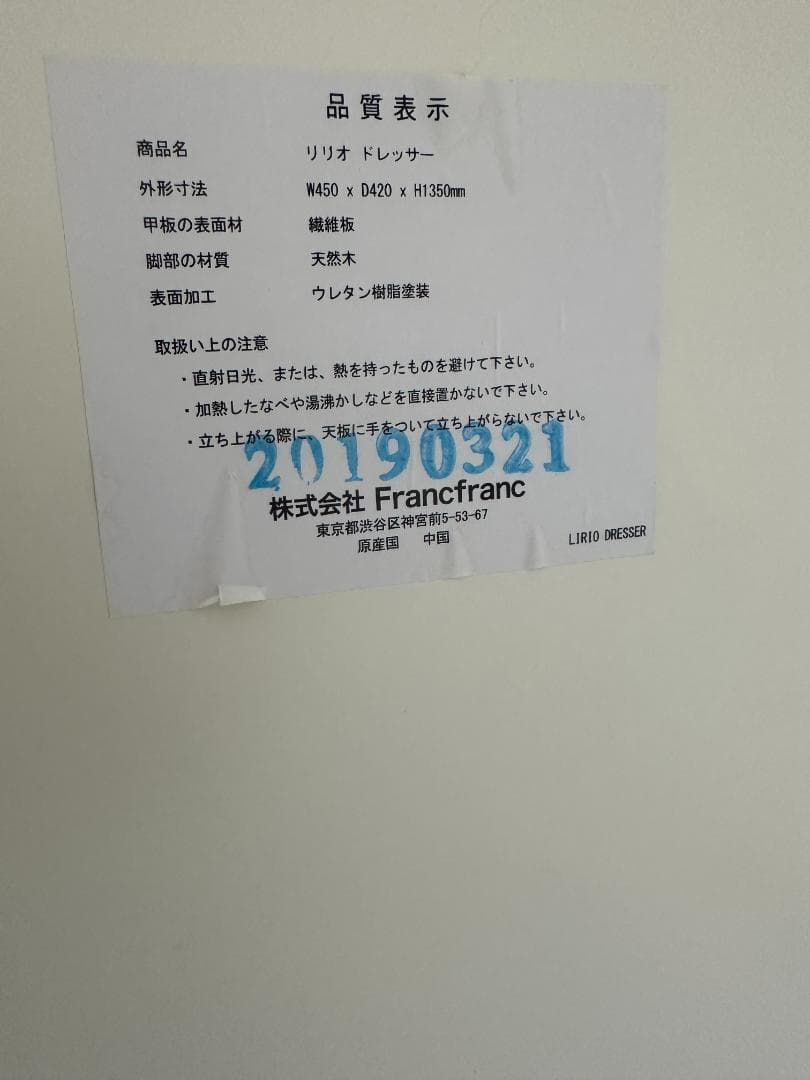 品質表示
商品名 リリオ ドレッサー
外形寸法 W450 x D420 x H1350mm
甲板の表面材 繊維板
脚部の材質 天然木
表面加工 ウレタン樹脂塗装
取扱い上の注意
・直射日光、または、熱を持ったものを避けて下さい。
・加熱したなべや湯沸かしなどを直接置かないで下さい。
・立ち上がる際に、天板に手をついて立ち上がらないで下さい。
20190321
株式会社 Francfranc
東京都渋谷区神宮前5-53-67
原産国 中国
LIRIO DRESSER